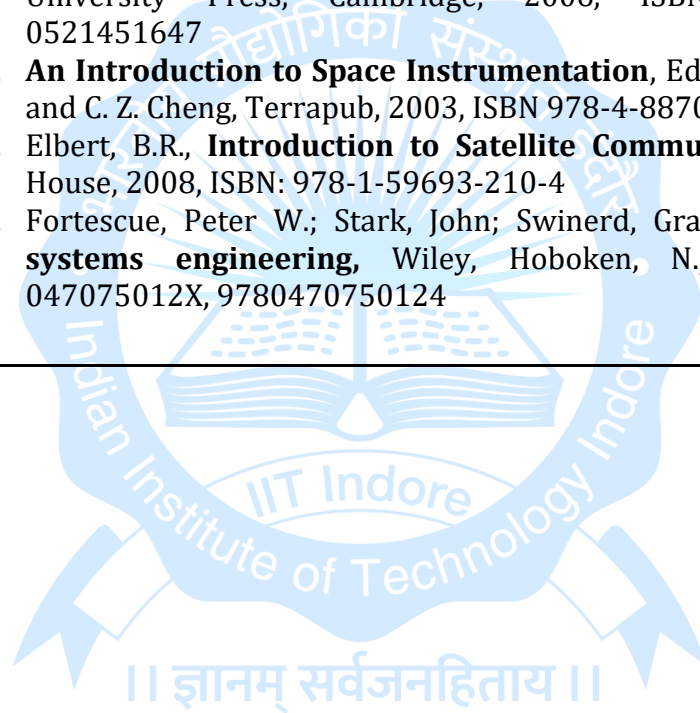 University Press, Cambridge, 2006, ISBN
0521451647
An Introduction to Space Instrumentation, Ed
and C. Z. Cheng, Terrapub, 2003, ISBN 978-4-8870
Elbert, B.R., Introduction to Satellite Commu
House, 2008, ISBN: 978-1-59693-210-4
Fortescue, Peter W.; Stark, John; Swinerd, Gra
systems engineering, Wiley, Hoboken, N.
047075012X, 9780470750124
भारतीय प्रौद्योगिकी संस्थान इंदौर
Indian Institute of Technology Indore
IIT Indore
।। ज्ञानम् सर्वजनहिताय ।।